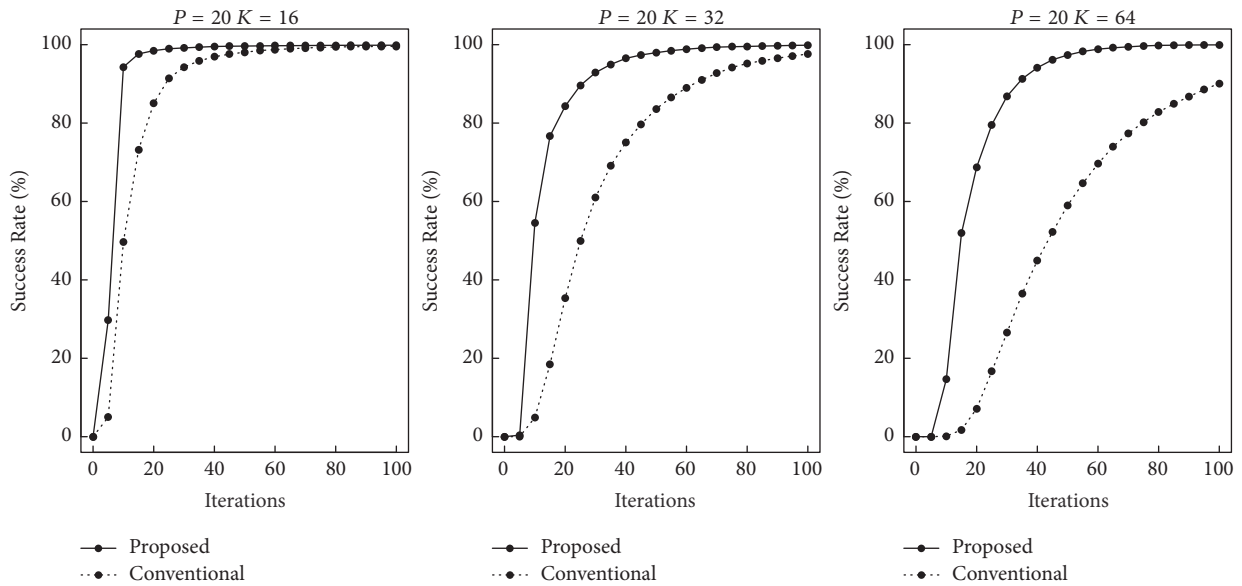 P = 20 K = 16
100
80
60
40
20
0
Success Rate (%)
0 20 40 60 80 100
Iterations
Proposed
Conventional
P = 20 K = 32
100
80
60
40
20
0
Success Rate (%)
0 20 40 60 80 100
Iterations
Proposed
Conventional
P = 20 K = 64
100
80
60
40
20
0
Success Rate (%)
0 20 40 60 80 100
Iterations
Proposed
Conventional